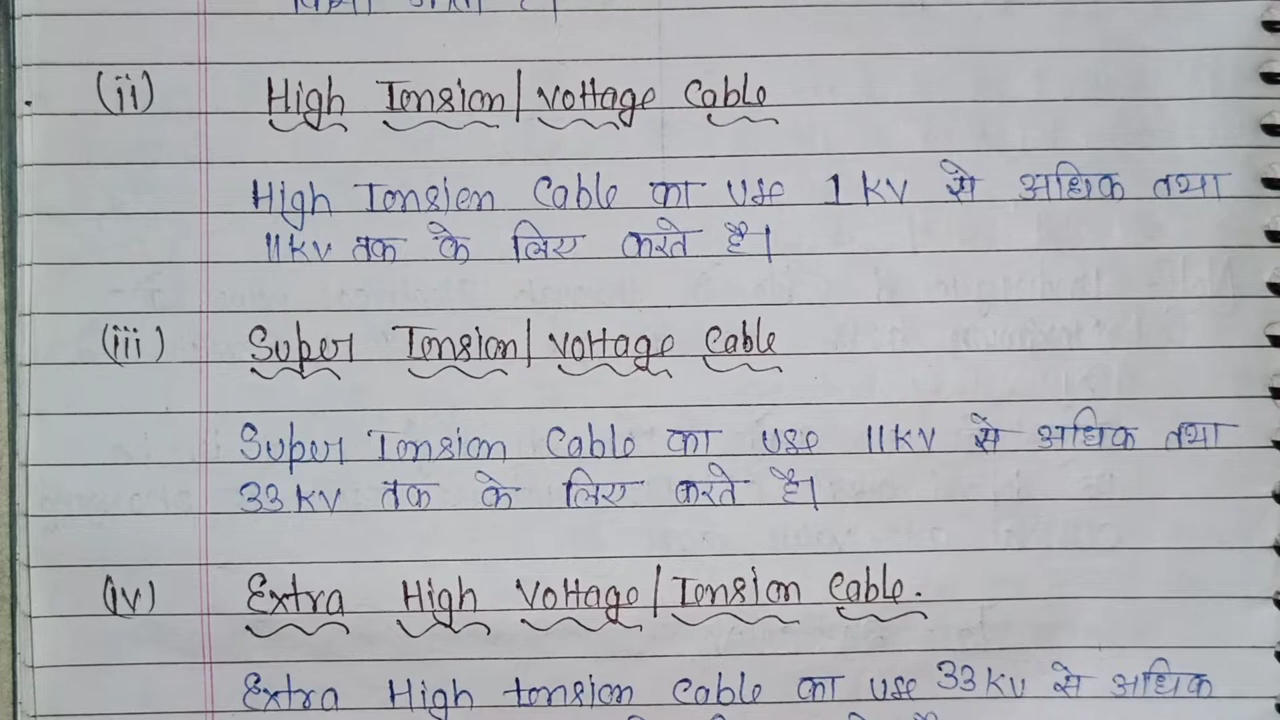 किया जाता है।
(ii) High Tension/Voltage Cable
High Tension Cable का use 1 KV से अधिक तथा
11KV तक के लिए करते है।
(iii) Super Tension/Voltage Cable
Super Tension Cable का use 11KV से अधिक तथा
33 KV तक के लिए करते है।
(iv) Extra High Voltage/Tension Cable.
Extra High tension Cable का use 33 KV से अधिक